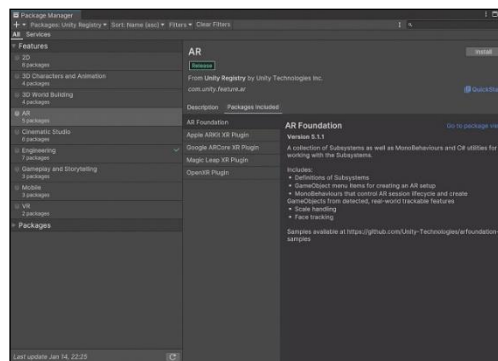 Package Manager
+ Packages: Unity Registry Sort: Name (asc) Filters Clear Filters
All Services
Features
2D
6 packages
3D Characters and Animation
4 packages
3D World Building
4 packages
AR
5 packages
Cinematic Studio
6 packages
Engineering
7 packages
Gameplay and Storytelling
3 packages
Mobile
3 packages
VR
2 packages
Packages
Last update Jan 14, 22:25
AR
Install
Release
From Unity Registry by Unity Technologies Inc.
com.unity.feature.ar
QuickSta
Description Packages Included
AR Foundation
Apple ARKit XR Plugin
Google ARCore XR Plugin
Magic Leap XR Plugin
OpenXR Plugin
AR Foundation
Go to package
Version 5.1.1
A collection of Subsystems as well as MonoBehaviours and C# utilities for
working with the Subsystems.
Includes:
• Definitions of Subsystems
• GameObject menu items for creating an AR setup
• MonoBehaviours that control AR session lifecycle and create
GameObjects from detected, real-world trackable features
• Scale handling
• Face tracking
Samples available at https://github.com/Unity-Technologies/arfoundation-
samples